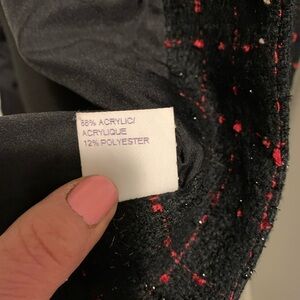 88% ACRYLIC/
ACRYLIQUE
12% POLYESTER